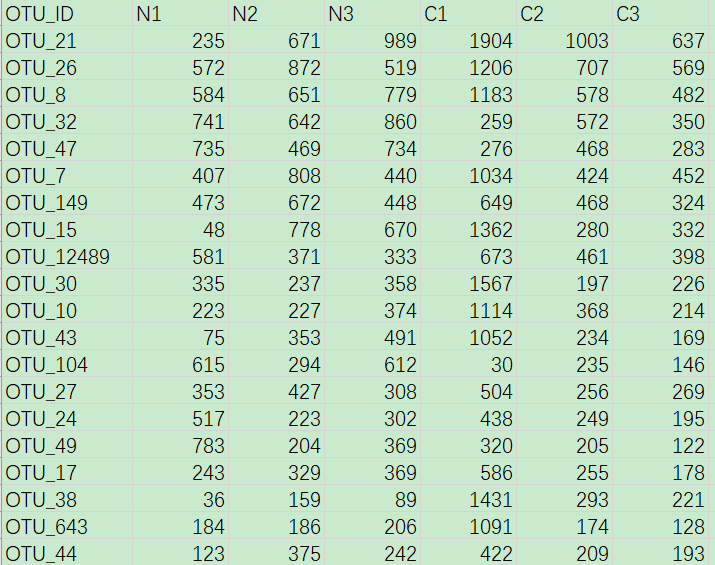 OTU_ID N1 N2 N3 C1 C2 C3
OTU_21 235 671 989 1904 1003 637
OTU_26 572 872 519 1206 707 569
OTU_8 584 651 779 1183 578 482
OTU_32 741 642 860 259 572 350
OTU_47 735 469 734 276 468 283
OTU_7 407 808 440 1034 424 452
OTU_149 473 672 448 649 468 324
OTU_15 48 778 670 1362 280 332
OTU_12489 581 371 333 673 461 398
OTU_30 335 237 358 1567 197 226
OTU_10 223 227 374 1114 368 214
OTU_43 75 353 491 1052 234 169
OTU_104 615 294 612 30 235 146
OTU_27 353 427 308 504 256 269
OTU_24 517 223 302 438 249 195
OTU_49 783 204 369 320 205 122
OTU_17 243 329 369 586 255 178
OTU_38 36 159 89 1431 293 221
OTU_643 184 186 206 1091 174 128
OTU_44 123 375 242 422 209 193